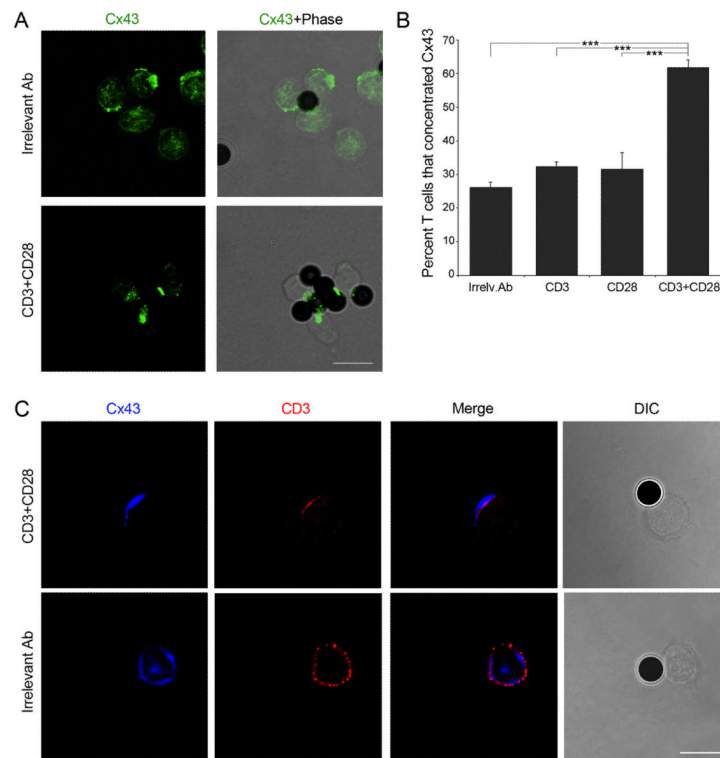 A
Cx43
Cx43+Phase
Irrelevant Ab
CD3+CD28
B
Percent T cells that concentrated Cx43
70
60
50
40
30
20
10
0
***
***
***
Irrelv.Ab
CD3
CD28
CD3+CD28
C
Cx43
CD3
Merge
DIC
CD3+CD28
Irrelevant Ab